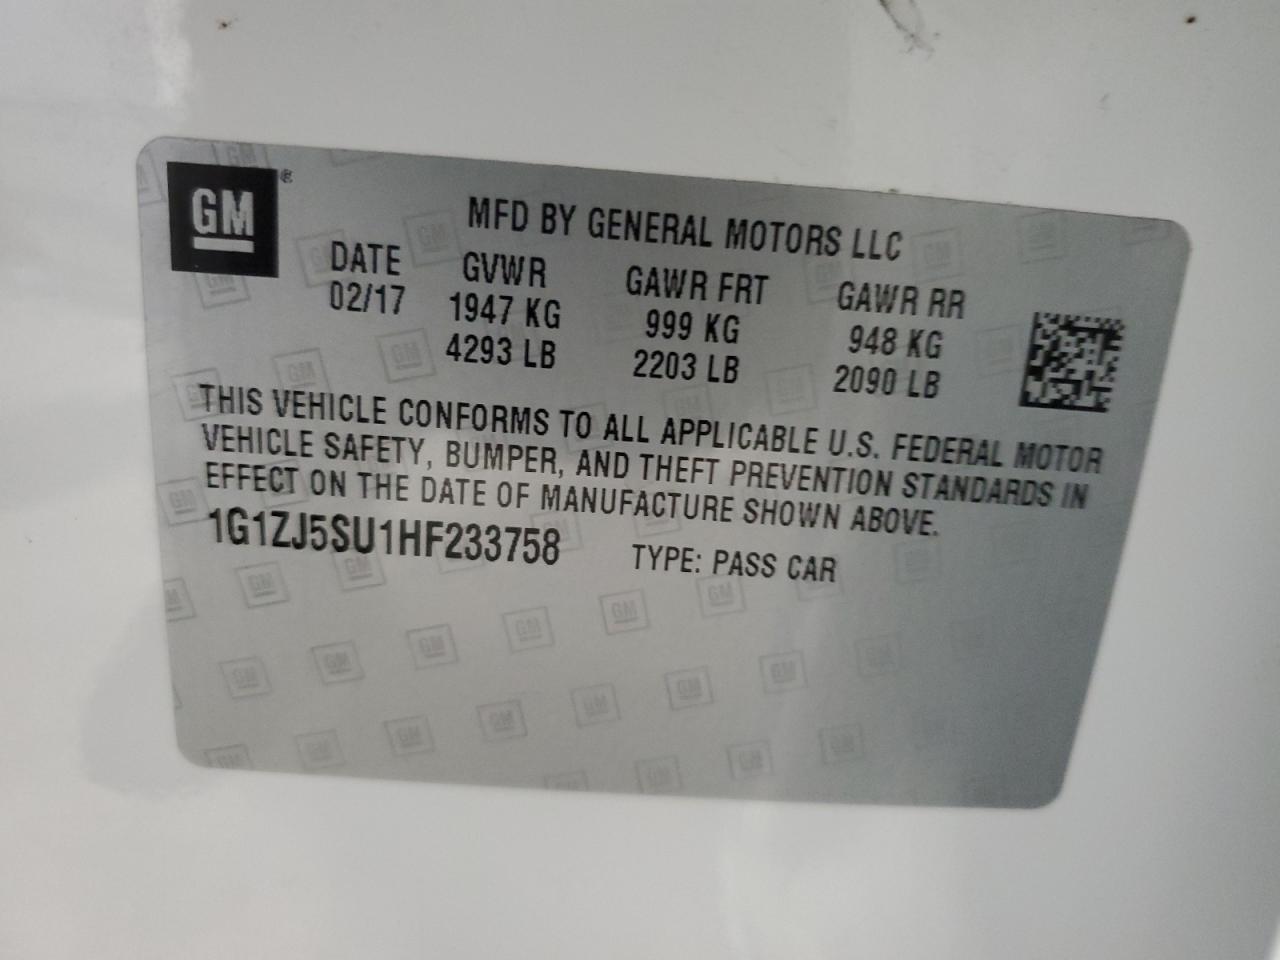 GM®
MFD BY GENERAL MOTORS LLC
DATE GVWR GAWR FRT GAWR RR
02/17 1947 KG 999 KG 948 KG
4293 LB 2203 LB 2090 LB
THIS VEHICLE CONFORMS TO ALL APPLICABLE U.S. FEDERAL MOTOR
VEHICLE SAFETY, BUMPER, AND THEFT PREVENTION STANDARDS IN
EFFECT ON THE DATE OF MANUFACTURE SHOWN ABOVE.
1G1ZJ5SU1HF233758 TYPE: PASS CAR